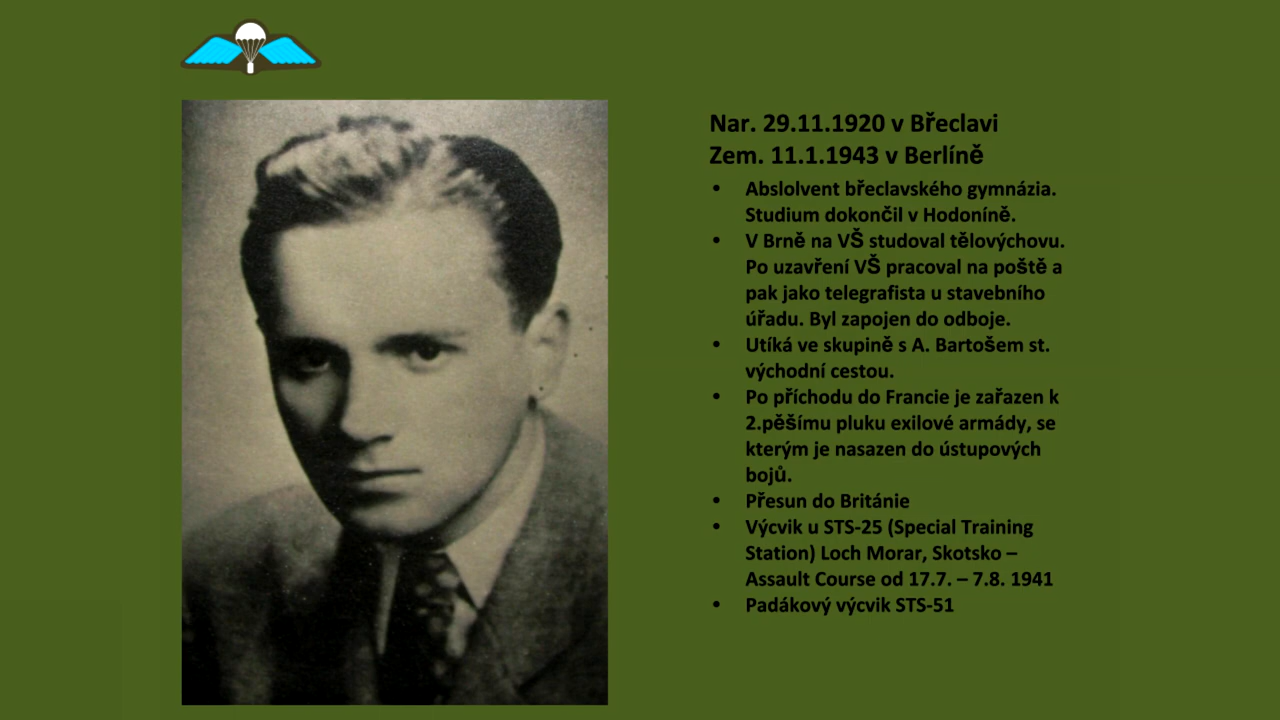 Nar. 29.11.1920 v Břeclavi
Zem. 11.1.1943 v Berlíně
• Abslolvent břeclavského gymnázia.
Studium dokončil v Hodoníně.
• V Brně na VŠ studoval tělovýchovu.
Po uzavření VŠ pracoval na poště a
pak jako telegrafista u stavebního
úřadu. Byl zapojen do odboje.
• Utíká ve skupině s A. Bartošem st.
východní cestou.
• Po příchodu do Francie je zařazen k
2.pěšímu pluku exilové armády, se
kterým je nasazen do ústupových
bojů.
• Přesun do Británie
• Výcvik u STS-25 (Special Training
Station) Loch Morar, Skotsko –
Assault Course od 17.7. – 7.8. 1941
• Padákový výcvik STS-51